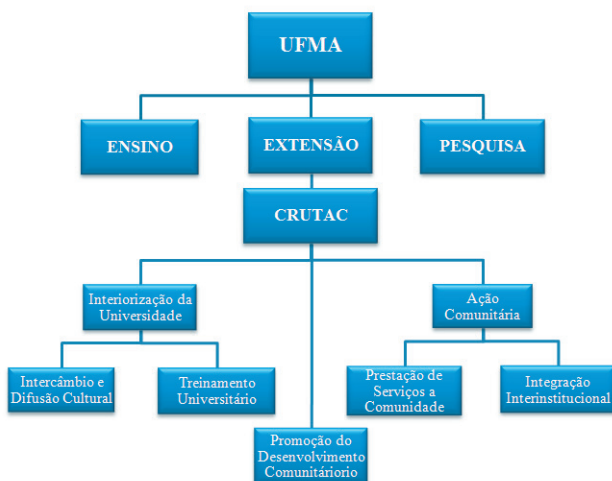 UFMA
ENSINO
EXTENSÃO
PESQUISA
CRUTAC
Interiorização da
Universidade
Ação
Comunitária
Intercâmbio e
Difusão Cultural
Treinamento
Universitário
Prestação de
Serviços a
Comunidade
Integração
Interinstitucional
Promoção do
Desenvolvimento
Comunitáriorio